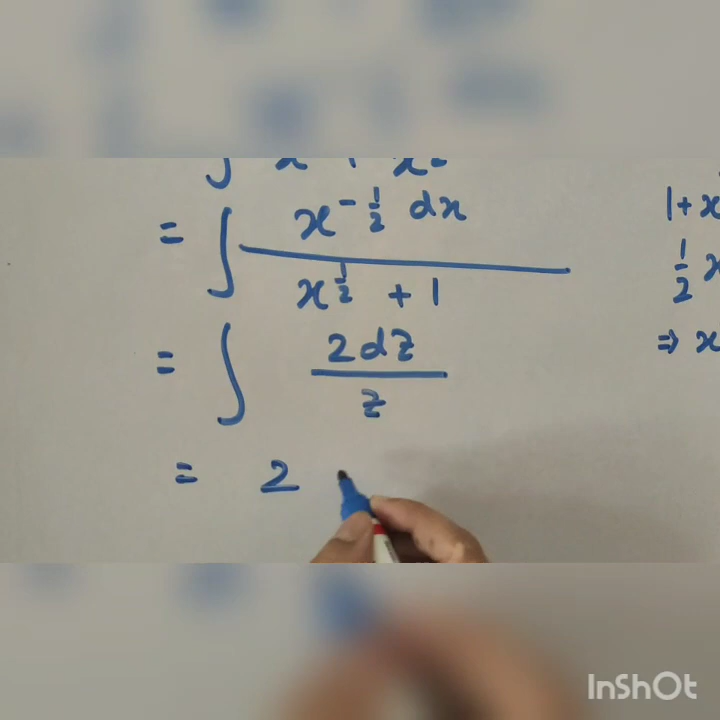 = ∫ x^{-1/2} dx / (x^{1/2} + 1)
1+x
1/2 x
= ∫ 2dz / z
⇒ x
= 2
InShOt